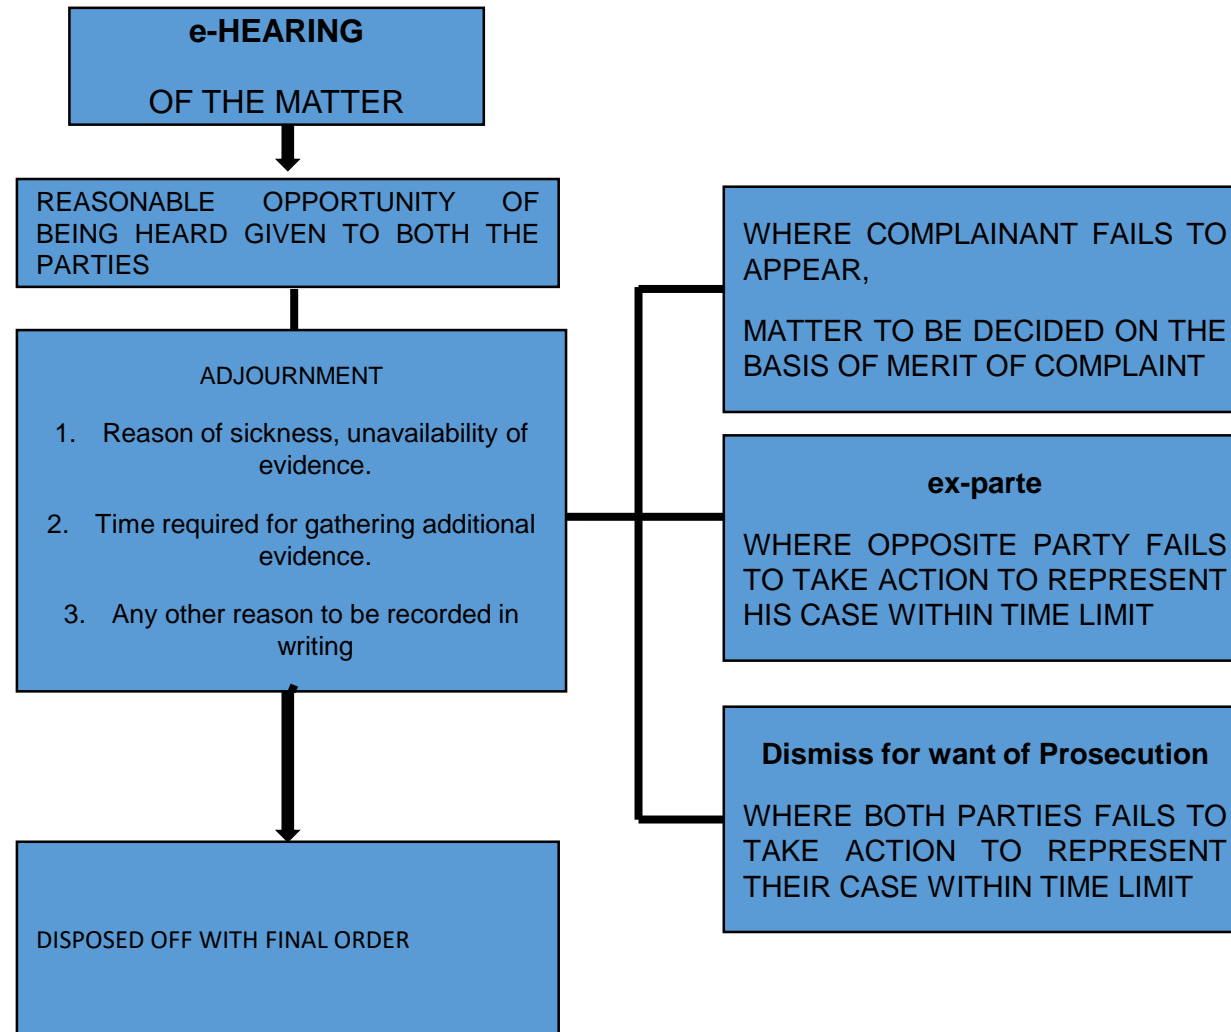 e-HEARING
OF THE MATTER
REASONABLE OPPORTUNITY OF
BEING HEARD GIVEN TO BOTH THE
PARTIES
ADJOURNMENT
1. Reason of sickness, unavailability of
evidence.
2. Time required for gathering additional
evidence.
3. Any other reason to be recorded in
writing
DISPOSED OFF WITH FINAL ORDER
WHERE COMPLAINANT FAILS TO
APPEAR,
MATTER TO BE DECIDED ON THE
BASIS OF MERIT OF COMPLAINT
ex-parte
WHERE OPPOSITE PARTY FAILS
TO TAKE ACTION TO REPRESENT
HIS CASE WITHIN TIME LIMIT
Dismiss for want of Prosecution
WHERE BOTH PARTIES FAILS TO
TAKE ACTION TO REPRESENT
THEIR CASE WITHIN TIME LIMIT